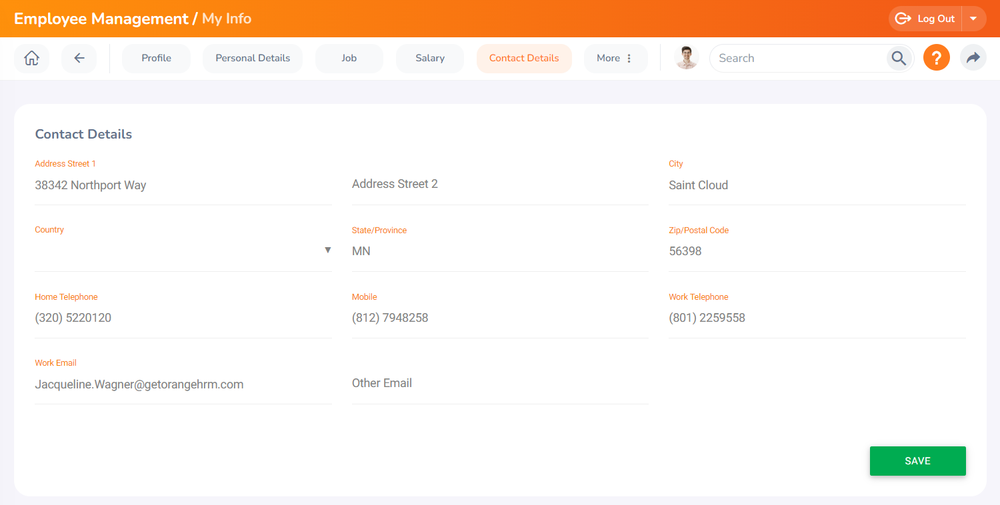 Employee Management / My Info
Log Out
Profile
Personal Details
Job
Salary
Contact Details
More
Search
?
Contact Details
Address Street 1
38342 Northport Way
Address Street 2
City
Saint Cloud
Country
State/Province
MN
Zip/Postal Code
56398
Home Telephone
(320) 5220120
Mobile
(812) 7948258
Work Telephone
(801) 2259558
Work Email
Jacqueline.Wagner@getorangehrm.com
Other Email
SAVE